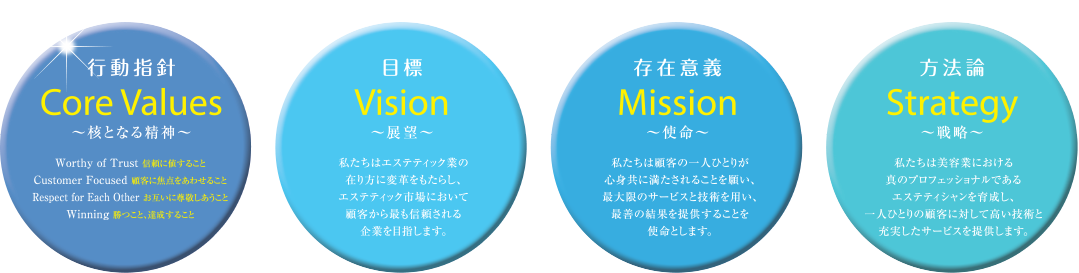 行動指針
Core Values
～核となる精神～
Worthy of Trust 信頼に値すること
Customer Focused 顧客に焦点をあわせること
Respect for Each Other お互いに尊敬しあうこと
Winning 勝つこと、達成すること
目標
Vision
～展望～
私たちはエステティック業の
在り方に変革をもたらし、
エステティック市場において
顧客から最も信頼される
企業を目指します。
存在意義
Mission
～使命～
私たちは顧客の一人ひとりが
心身共に満たされることを願い、
最大限のサービスと技術を用い、
最善の結果を提供することを
使命とします。
方法論
Strategy
～戦略～
私たちは美容業における
真のプロフェッショナルである
エステティシャンを育成し、
一人ひとりの顧客に対して高い技術と
充実したサービスを提供します。